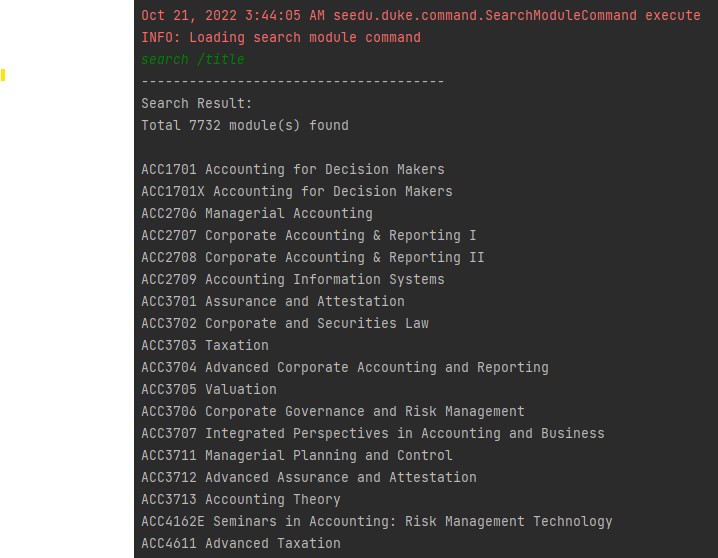 Oct 21, 2022 3:44:05 AM seedu.duke.command.SearchModuleCommand execute
INFO: Loading search module command
search /title
--------------------------------------
Search Result:
Total 7732 module(s) found
ACC1701 Accounting for Decision Makers
ACC1701X Accounting for Decision Makers
ACC2706 Managerial Accounting
ACC2707 Corporate Accounting & Reporting I
ACC2708 Corporate Accounting & Reporting II
ACC2709 Accounting Information Systems
ACC3701 Assurance and Attestation
ACC3702 Corporate and Securities Law
ACC3703 Taxation
ACC3704 Advanced Corporate Accounting and Reporting
ACC3705 Valuation
ACC3706 Corporate Governance and Risk Management
ACC3707 Integrated Perspectives in Accounting and Business
ACC3711 Managerial Planning and Control
ACC3712 Advanced Assurance and Attestation
ACC3713 Accounting Theory
ACC4162E Seminars in Accounting: Risk Management Technology
ACC4611 Advanced Taxation